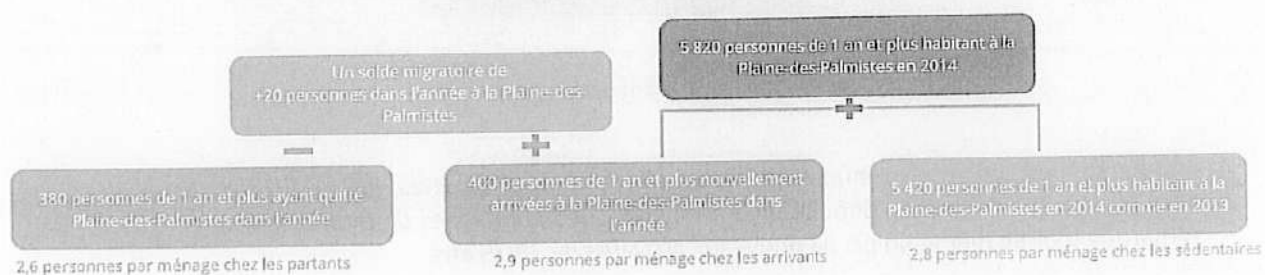 5 820 personnes de 1 an et plus habitant à la
Plaine-des-Palmistes en 2014
Un solde migratoire de
+20 personnes dans l'année à la Plaine-des
Palmistes
380 personnes de 1 an et plus ayant quitté
Plaine-des-Palmistes dans l'année
400 personnes de 1 an et plus nouvellement
arrivées à la Plaine-des-Palmistes dans
l'année
5 420 personnes de 1 an et plus habitant à la
Plaine-des-Palmistes en 2014 comme en 2013
2,6 personnes par ménage chez les partants
2,9 personnes par ménage chez les arrivants
2,8 personnes par ménage chez les sédentaires